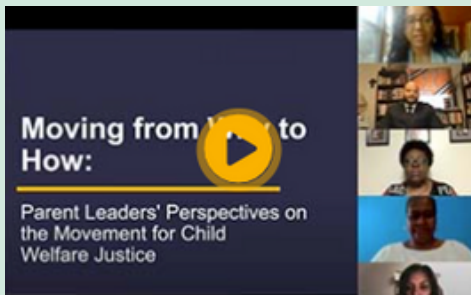 Moving from to
How:
Parent Leaders' Perspectives on
the Movement for Child
Welfare Justice